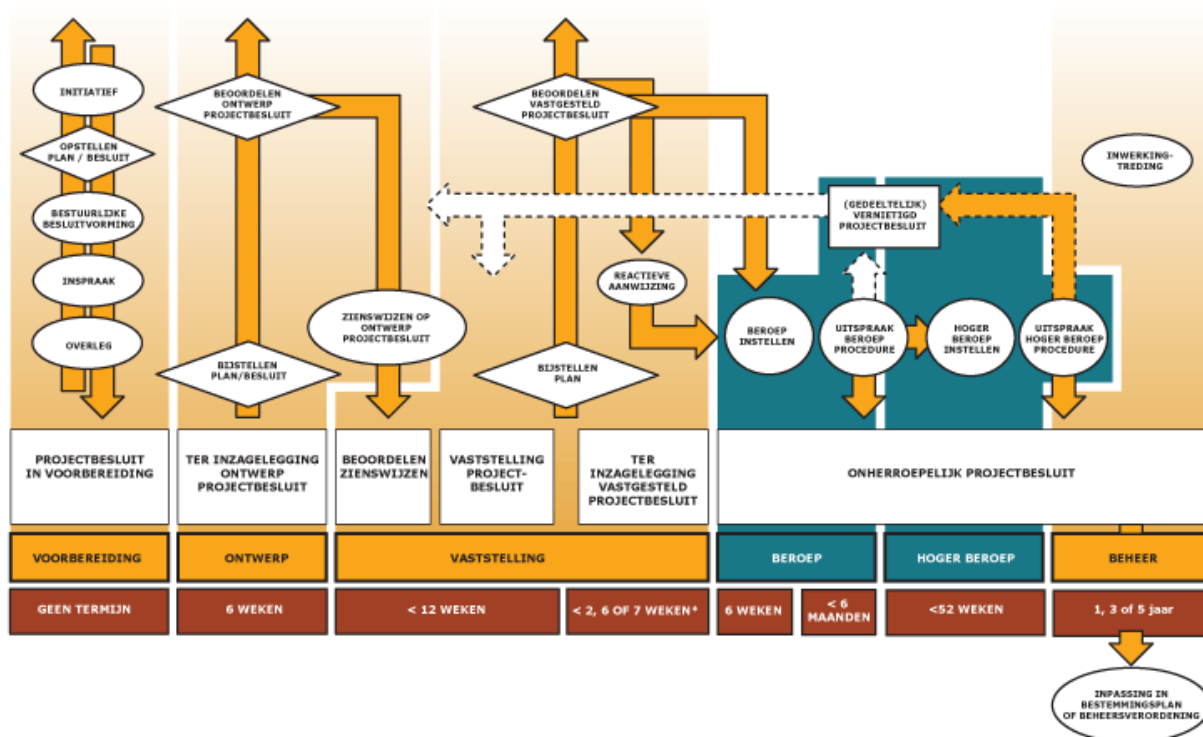 INITIATIEF
OPSTELLEN
PLAN / BESLUIT
BESTUURLIJKE
BESLUITVORMING
INSPRAAK
OVERLEG
BEOORDELEN
ONTWERP
PROJECTBESLUIT
ZIENSWIJZEN OP
ONTWERP
PROJECTBESLUIT
BIJSTELLEN
PLAN/BESLUIT
BEOORDELEN
VASTGESTELD
PROJECTBESLUIT
REACTIEVE
AANWIJZING
BIJSTELLEN
PLAN
INWERKING-
TREDING
(GEDEELTELIJK)
VERNIETIGD
PROJECTBESLUIT
BEROEP
INSTELLEN
UITSPRAAK
BEROEP
PROCEDURE
HOGER
BEROEP
INSTELLEN
UITSPRAAK
HOGER BEROEP
PROCEDURE
PROJECTBESLUIT
IN VOORBEREIDING
TER INZAGELEGGING
ONTWERP
PROJECTBESLUIT
BEOORDELEN
ZIENSWIJZEN
VASTSTELLING
PROJECT-
BESLUIT
TER
INZAGELEGGING
VASTGESTELD
PROJECTBESLUIT
ONHERROEPELIJK PROJECTBESLUIT
VOORBEREIDING
ONTWERP
VASTSTELLING
BEROEP
HOGER BEROEP
BEHEER
GEEN TERMIJN
6 WEKEN
< 12 WEKEN
< 2, 6 OF 7 WEKEN*
6 WEKEN
< 6
MAANDEN
<52 WEKEN
1, 3 of 5 jaar
INPASSING IN
BESTEMMINGSPLAN
OF BEHEERSVERORDENING